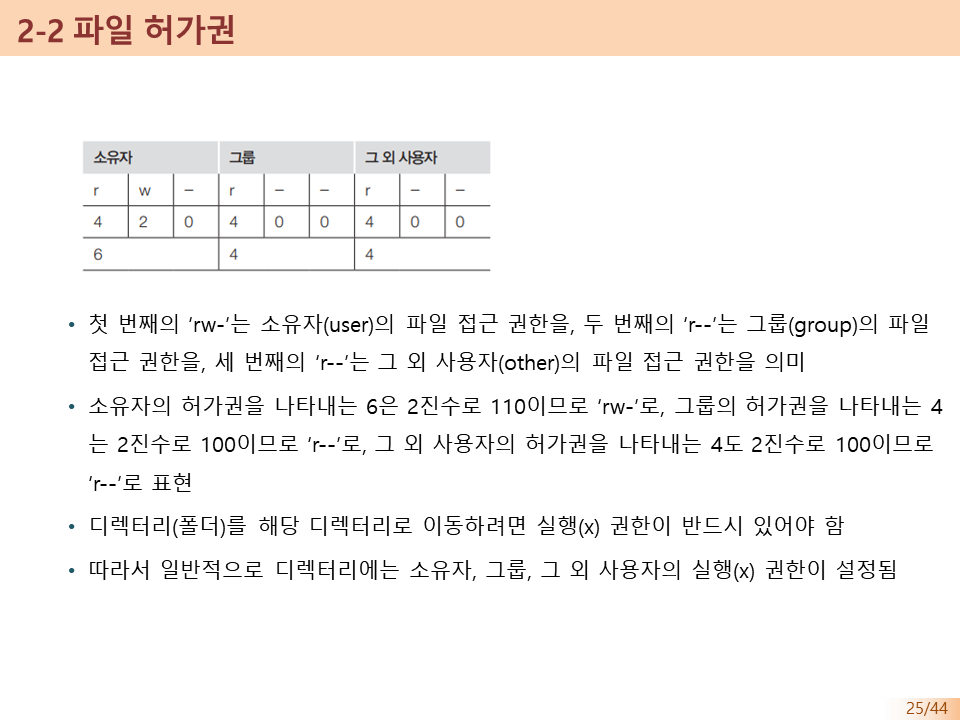 2-2 파일 허가권
소유자 그룹 그 외 사용자
r w - r - - r - -
4 2 0 4 0 0 4 0 0
6 4 4
• 첫 번째의 ‘rw-’는 소유자(user)의 파일 접근 권한을, 두 번째의 ‘r--’는 그룹(group)의 파일
접근 권한을, 세 번째의 ‘r--’는 그 외 사용자(other)의 파일 접근 권한을 의미
• 소유자의 허가권을 나타내는 6은 2진수로 110이므로 ‘rw-’로, 그룹의 허가권을 나타내는 4
는 2진수로 100이므로 ‘r--’로, 그 외 사용자의 허가권을 나타내는 4도 2진수로 100이므로
‘r--’로 표현
• 디렉터리(폴더)를 해당 디렉터리로 이동하려면 실행(x) 권한이 반드시 있어야 함
• 따라서 일반적으로 디렉터리에는 소유자, 그룹, 그 외 사용자의 실행(x) 권한이 설정됨
25/44